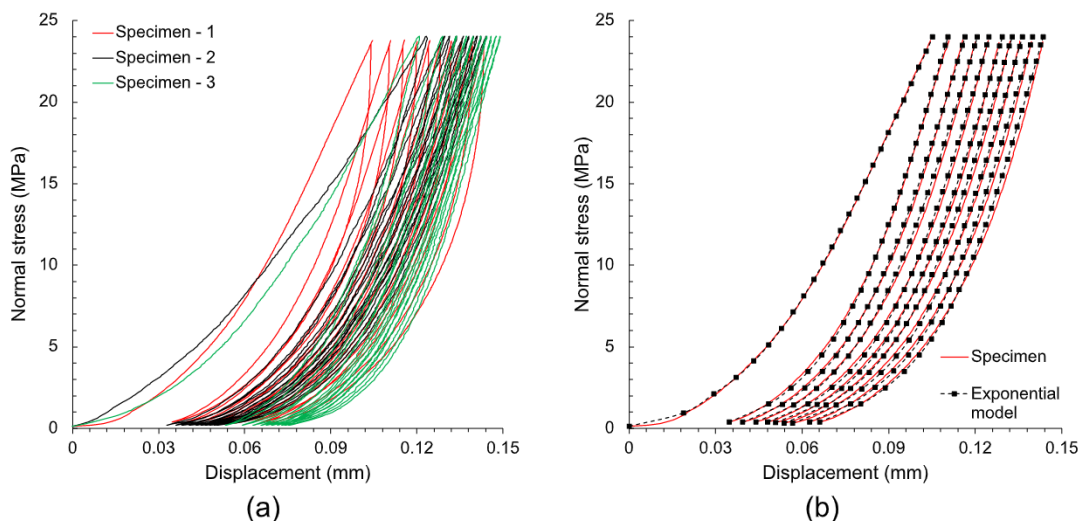 25
20
15
10
5
0
Normal stress (MPa)
Specimen - 1
Specimen - 2
Specimen - 3
0 0.03 0.06 0.09 0.12 0.15
Displacement (mm)
(a)
25
20
15
10
5
0
Normal stress (MPa)
Specimen
Exponential
model
0 0.03 0.06 0.09 0.12 0.15
Displacement (mm)
(b)